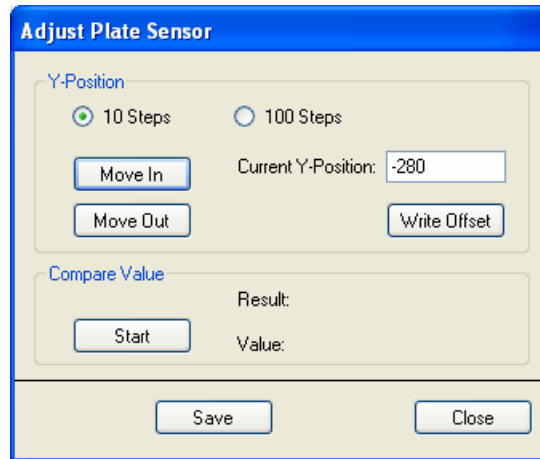 Adjust Plate Sensor
Y-Position
10 Steps 100 Steps
Move In Current Y-Position: -280
Move Out Write Offset
Compare Value
Result:
Start
Value:
Save Close